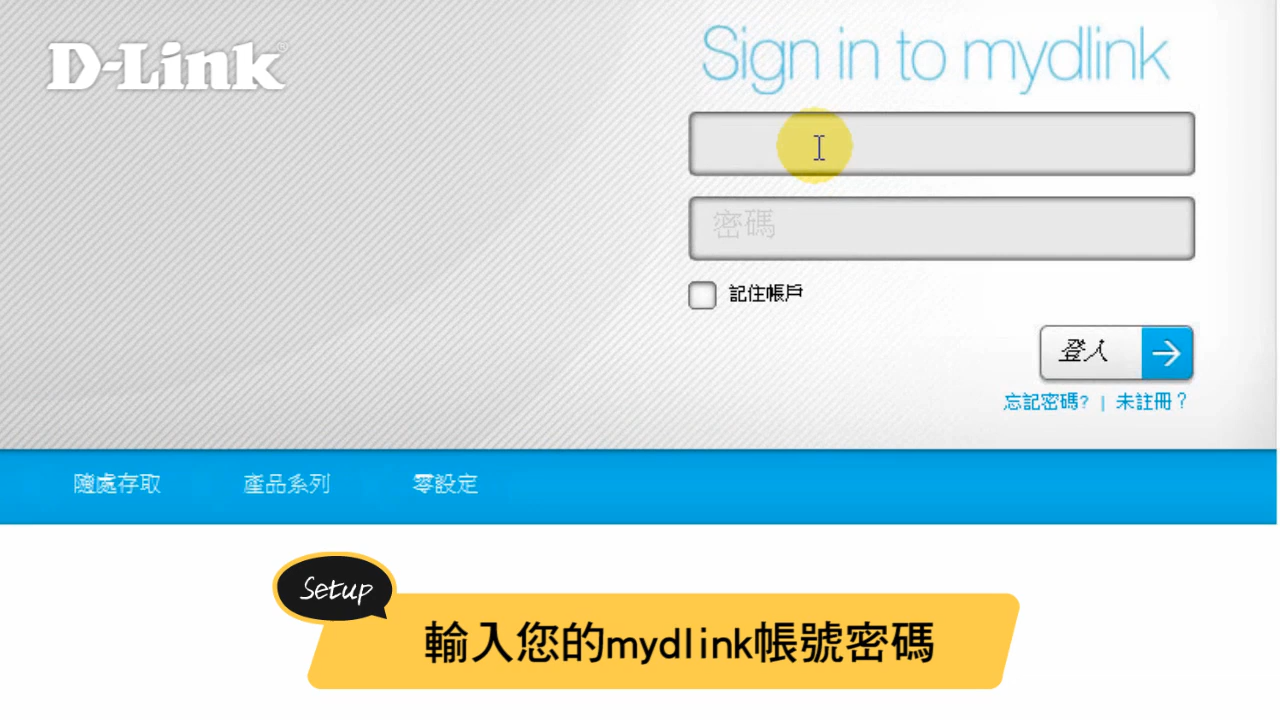 D-Link®
Sign in to mydlink
密碼
記住帳戶
登入
忘記密碼? | 未註冊？
隨處存取 產品系列 零設定
Setup
輸入您的mydlink帳號密碼